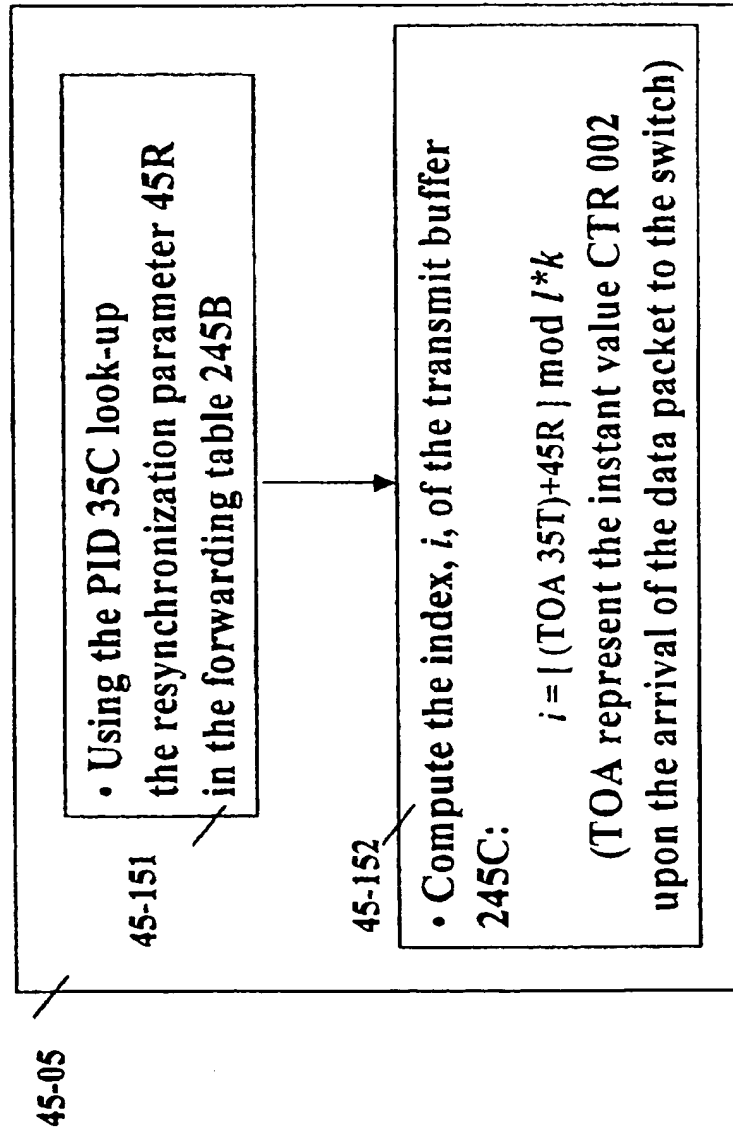 45-05
45-151
• Using the PID 35C look-up
the resynchronization parameter 45R
in the forwarding table 245B
45-152
• Compute the index, i, of the transmit buffer
245C:
i = [ (TOA 35T)+45R ] mod l*k
(TOA represent the instant value CTR 002
upon the arrival of the data packet to the switch)